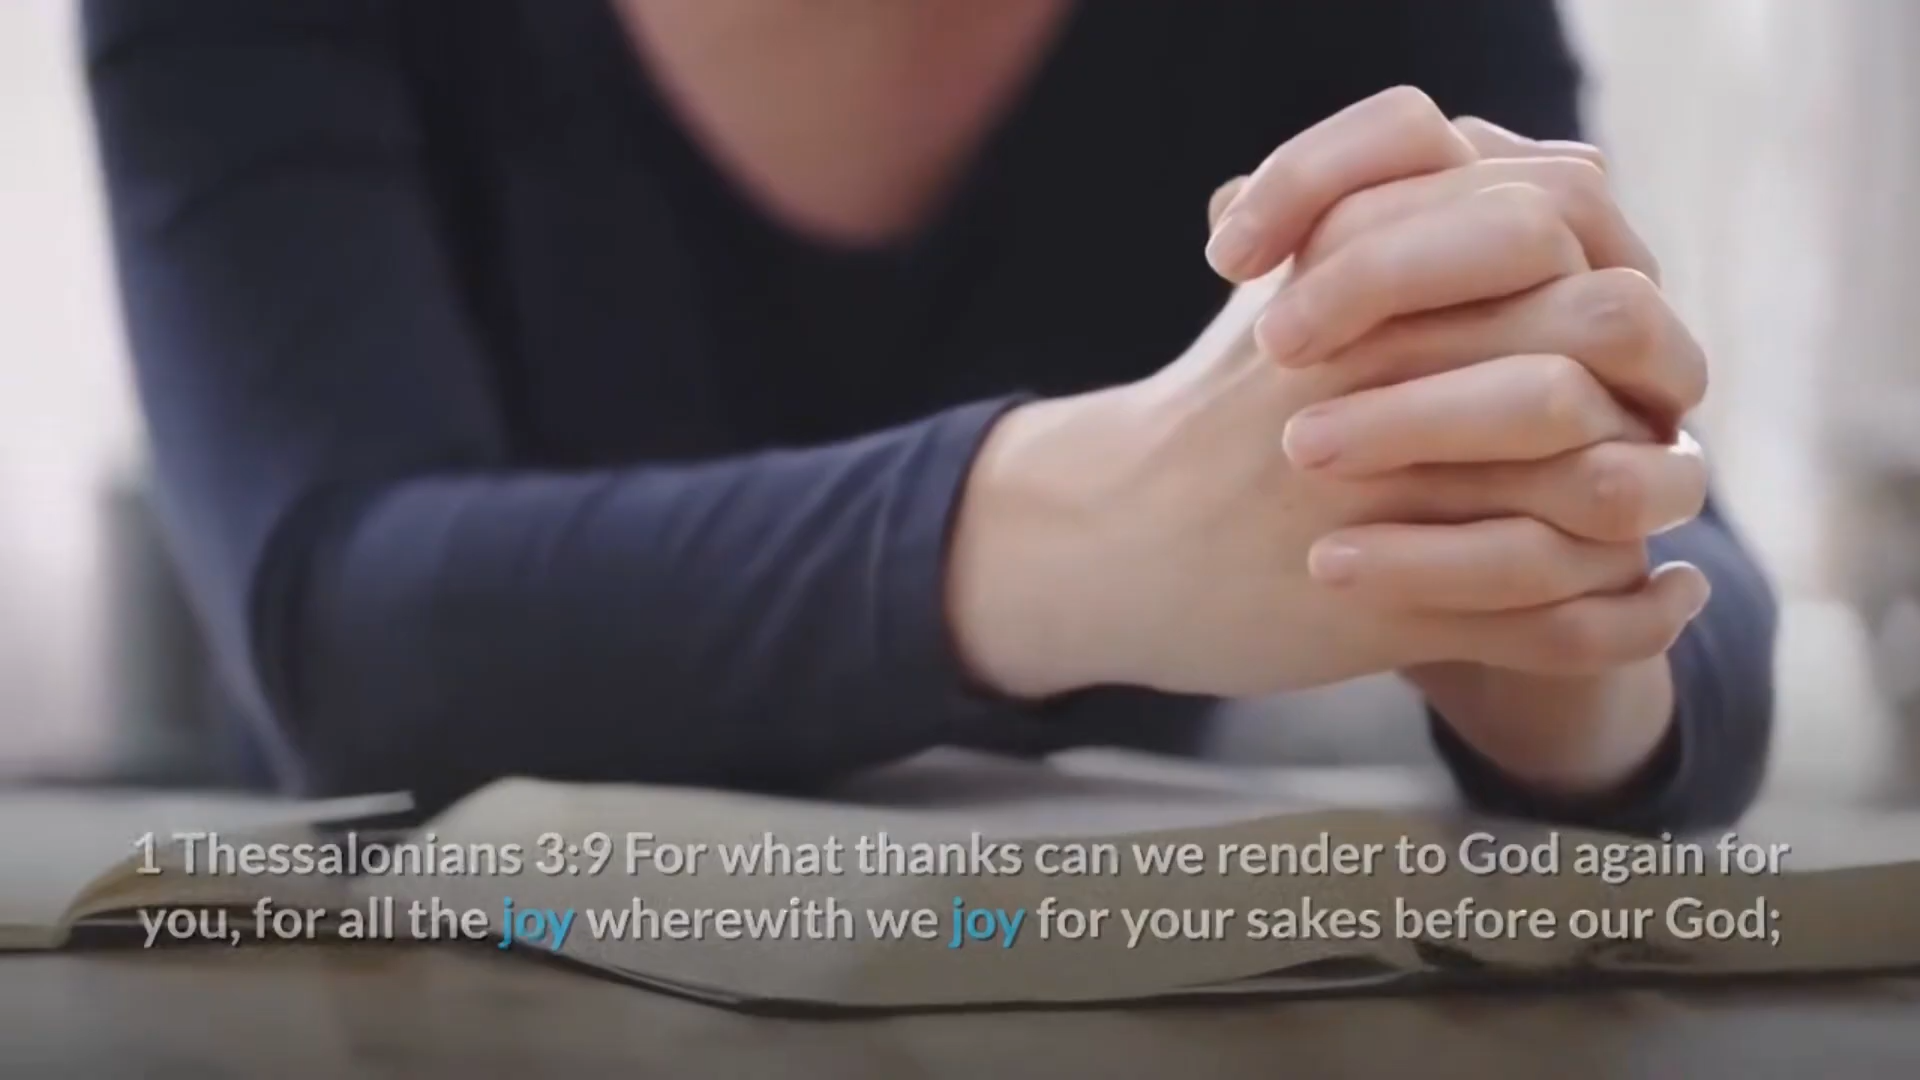 1 Thessalonians 3:9 For what thanks can we render to God again for
you, for all the joy wherewith we joy for your sakes before our God;